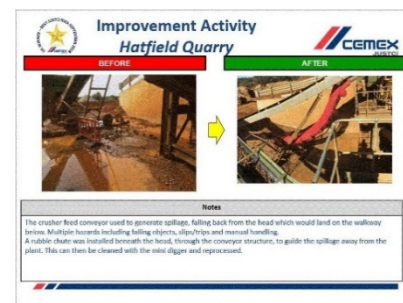 Improvement Activity
Hatfield Quarry
CEMEX
BEFORE
AFTER
Notes
The crusher feed conveyor used to generate spillage, falling back from the head which would land on the walkway
below. Multiple hazards including falling objects, slips/trips and manual handling.
A rubble chute was installed beneath the head, through the conveyor structure, to guide the spillage away from the
plant. This can then be cleaned with the mini digger and reprocessed.